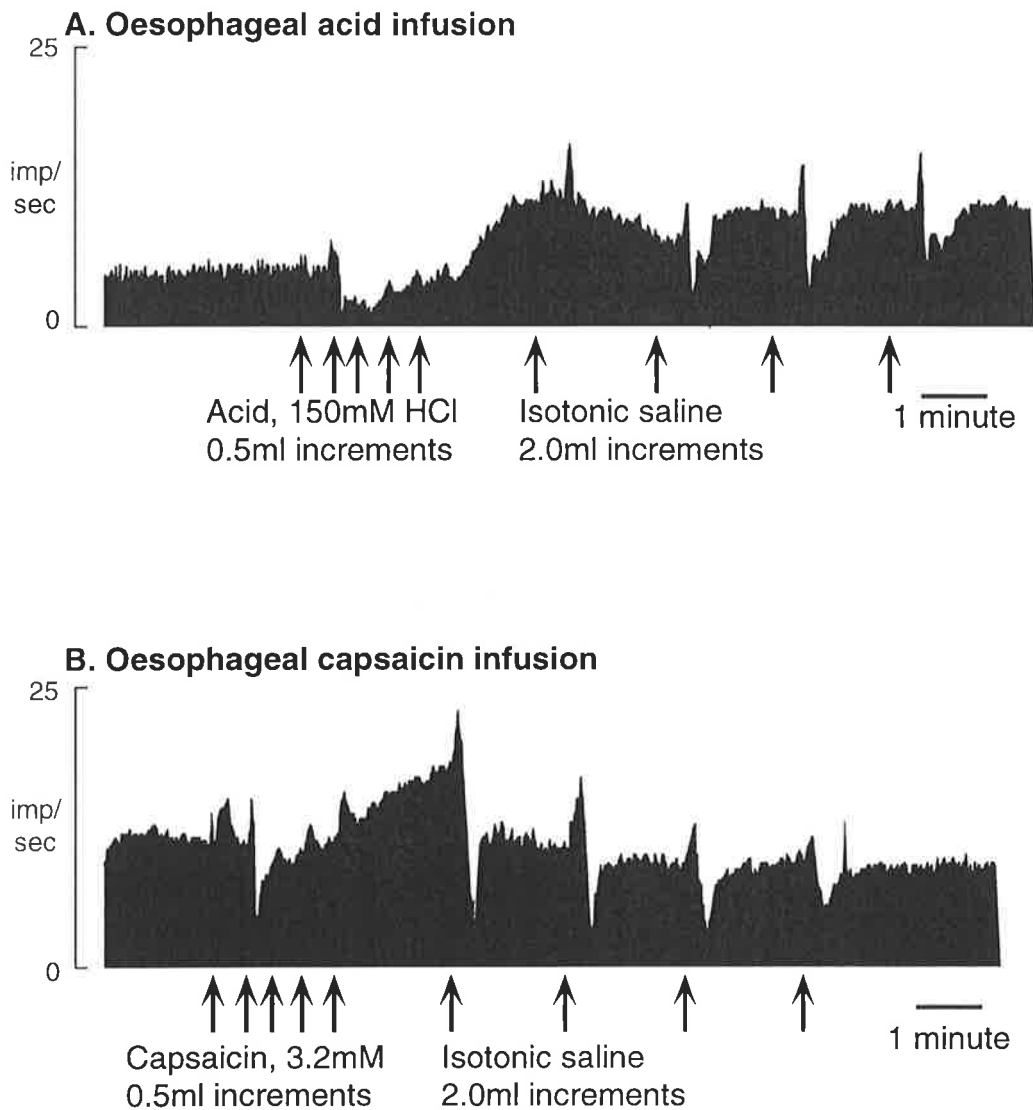 A. Oesophageal acid infusion
25
imp/
sec
0
Acid, 150mM HCl
0.5ml increments
Isotonic saline
2.0ml increments
1 minute
B. Oesophageal capsaicin infusion
25
imp/
sec
0
Capsaicin, 3.2mM
0.5ml increments
Isotonic saline
2.0ml increments
1 minute